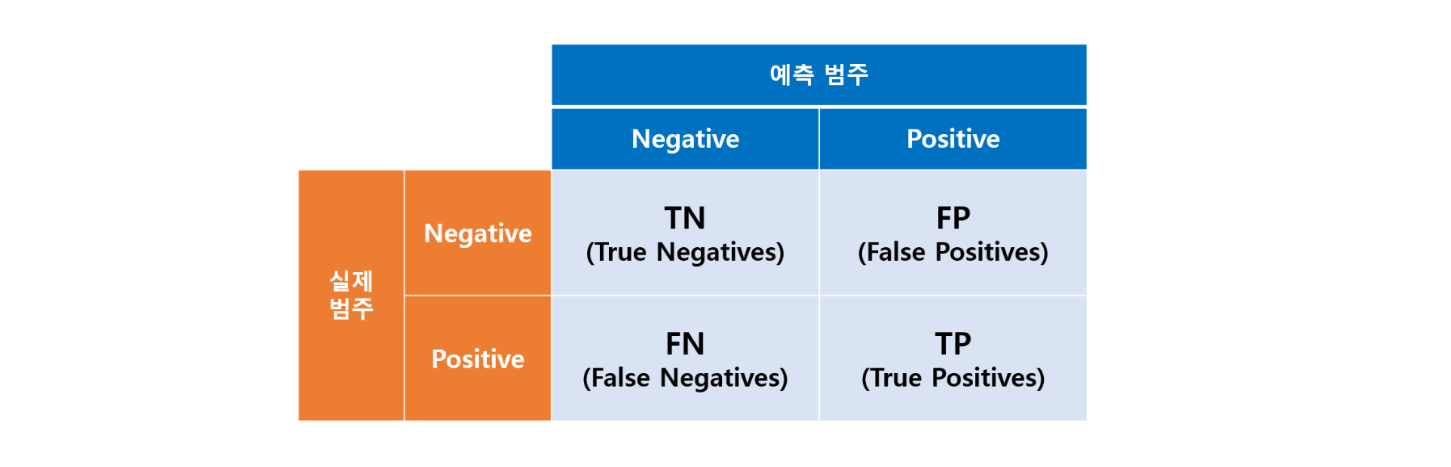 예측 범주
Negative Positive
실제
범주
Negative
TN
(True Negatives)
FP
(False Positives)
Positive
FN
(False Negatives)
TP
(True Positives)